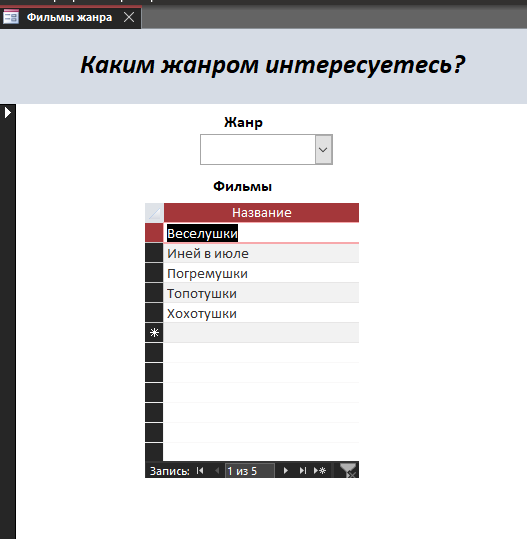 Фильмы жанра
Каким жанром интересуетесь?
Жанр
Фильмы
Название
Веселушки
Иней в июле
Погремушки
Топотушки
Хохотушки
Запись: 1 из 5